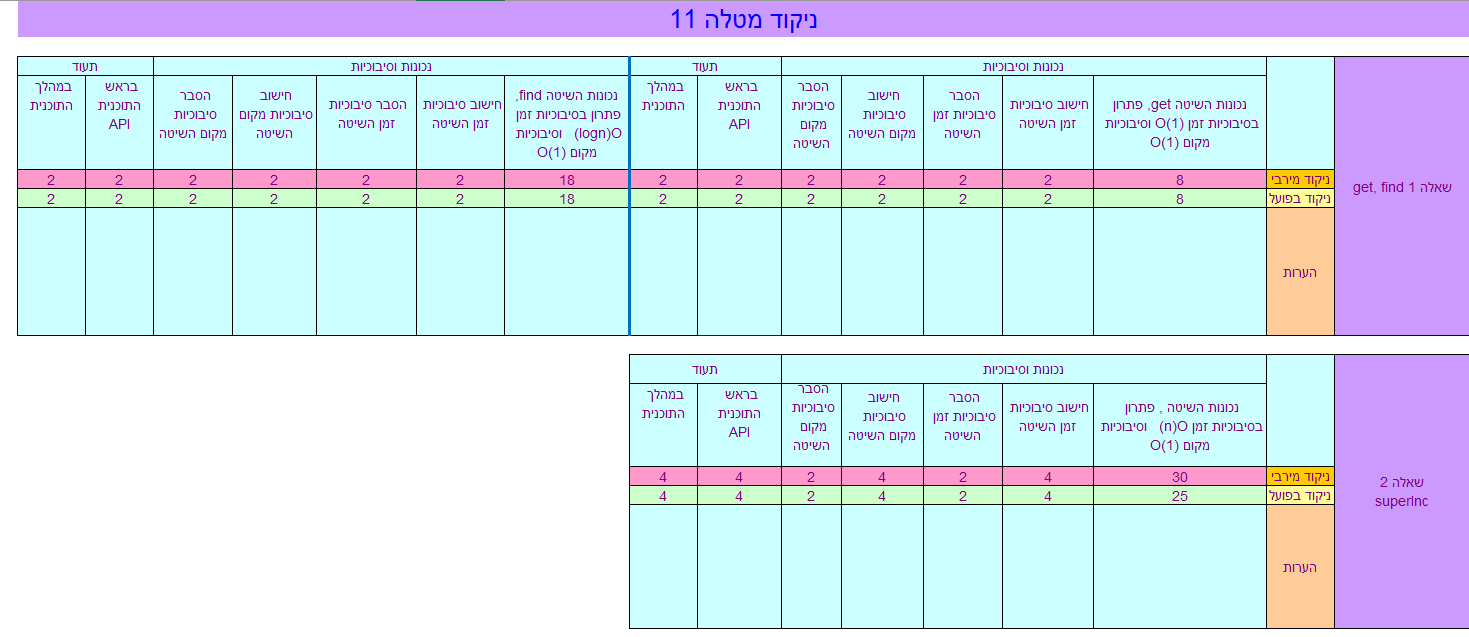 ניקוד מטלה 11
שאלה 1 get, find
נכונות וסיבוכיות
תעוד
נכונות וסיבוכיות
תעוד
נכונות השיטה get, פתרון
בסיבוכיות זמן O(1) וסיבוכיות
מקום O(1)
חישוב סיבוכיות
זמן השיטה
הסבר
סיבוכיות זמן
השיטה
חישוב
סיבוכיות
מקום השיטה
הסבר
סיבוכיות
מקום
השיטה
בראש
התוכנית
API
במהלך
התוכנית
נכונות השיטה find,
פתרון בסיבוכיות זמן
O(logn) וסיבוכיות
מקום O(1)
חישוב סיבוכיות
זמן השיטה
הסבר סיבוכיות
זמן השיטה
חישוב
סיבוכיות מקום
השיטה
הסבר
סיבוכיות
מקום השיטה
בראש
התוכנית
API
במהלך
התוכנית
ניקוד מירבי 8 2 2 2 2 2 2 18 2 2 2 2 2 2
ניקוד בפועל 8 2 2 2 2 2 2 18 2 2 2 2 2 2
הערות
שאלה 2
superInc
נכונות וסיבוכיות
תעוד
נכונות השיטה , פתרון
בסיבוכיות זמן O(n) וסיבוכיות
מקום O(1)
חישוב סיבוכיות
זמן השיטה
הסבר
סיבוכיות זמן
השיטה
חישוב
סיבוכיות
מקום השיטה
הסבר
סיבוכיות
מקום
השיטה
בראש
התוכנית
API
במהלך
התוכנית
ניקוד מירבי 30 4 2 4 2 4 4
ניקוד בפועל 25 4 2 4 2 4 4
הערות